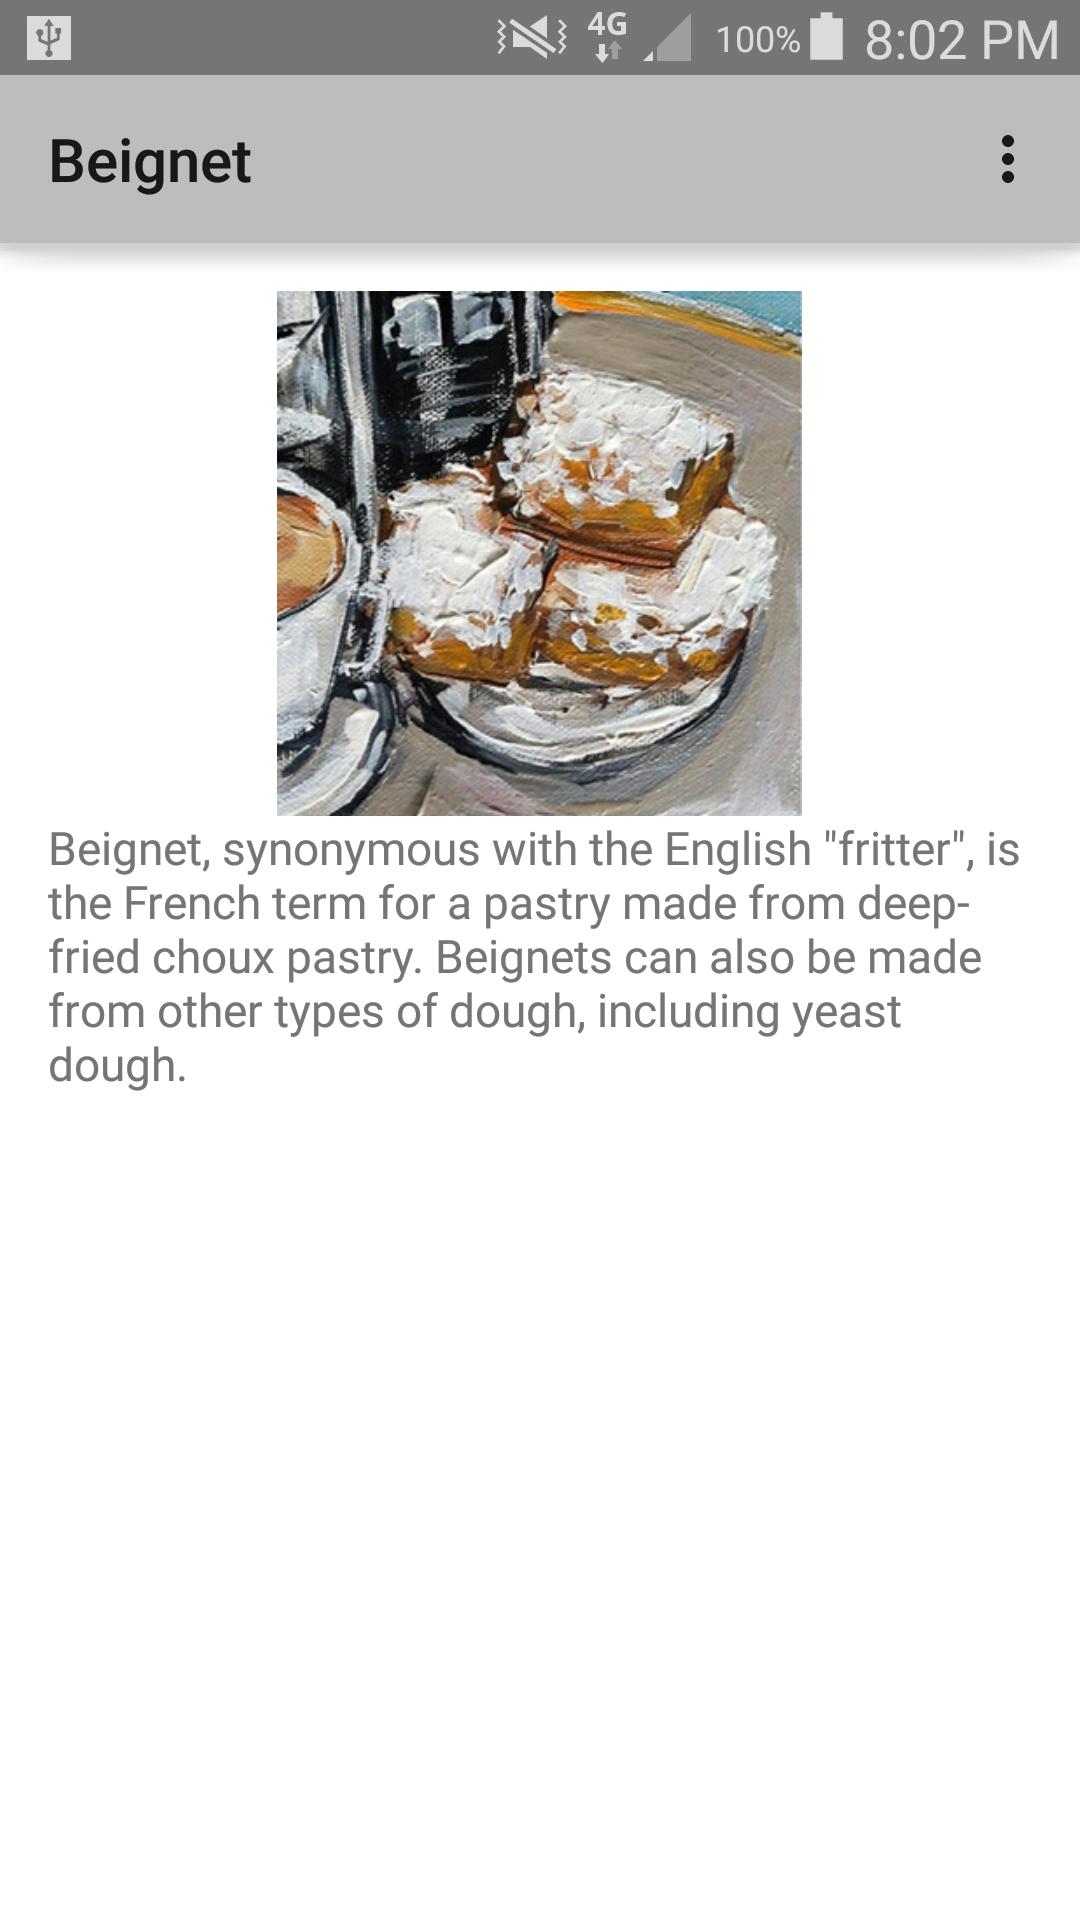 4G 100% 8:02 PM
Beignet
Beignet, synonymous with the English "fritter", is
the French term for a pastry made from deep-
fried choux pastry. Beignets can also be made
from other types of dough, including yeast
dough.